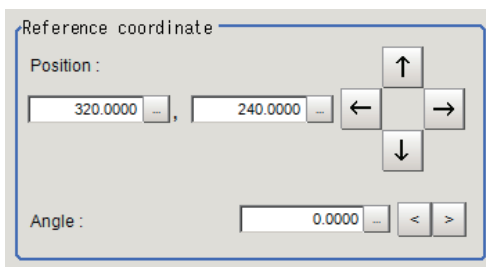 Reference coordinate
Position :
↑
320.0000 ... , 240.0000 ... ← →
↓
Angle : 0.0000 ... < >